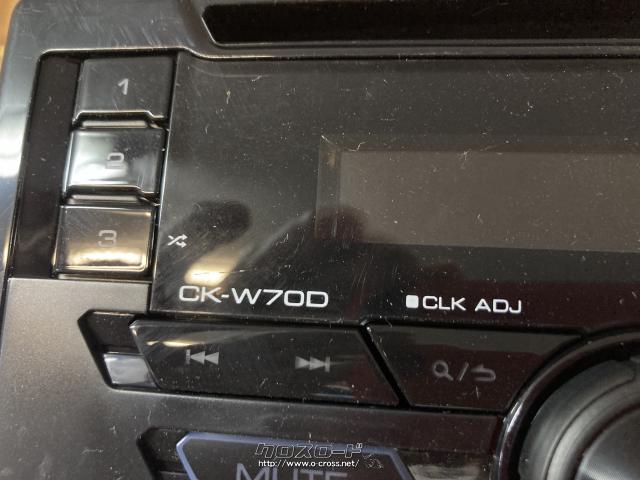 1
2
3
CK-W70D
CLK ADJ
クロスロード
MUTE
http://www.o-cross.net/